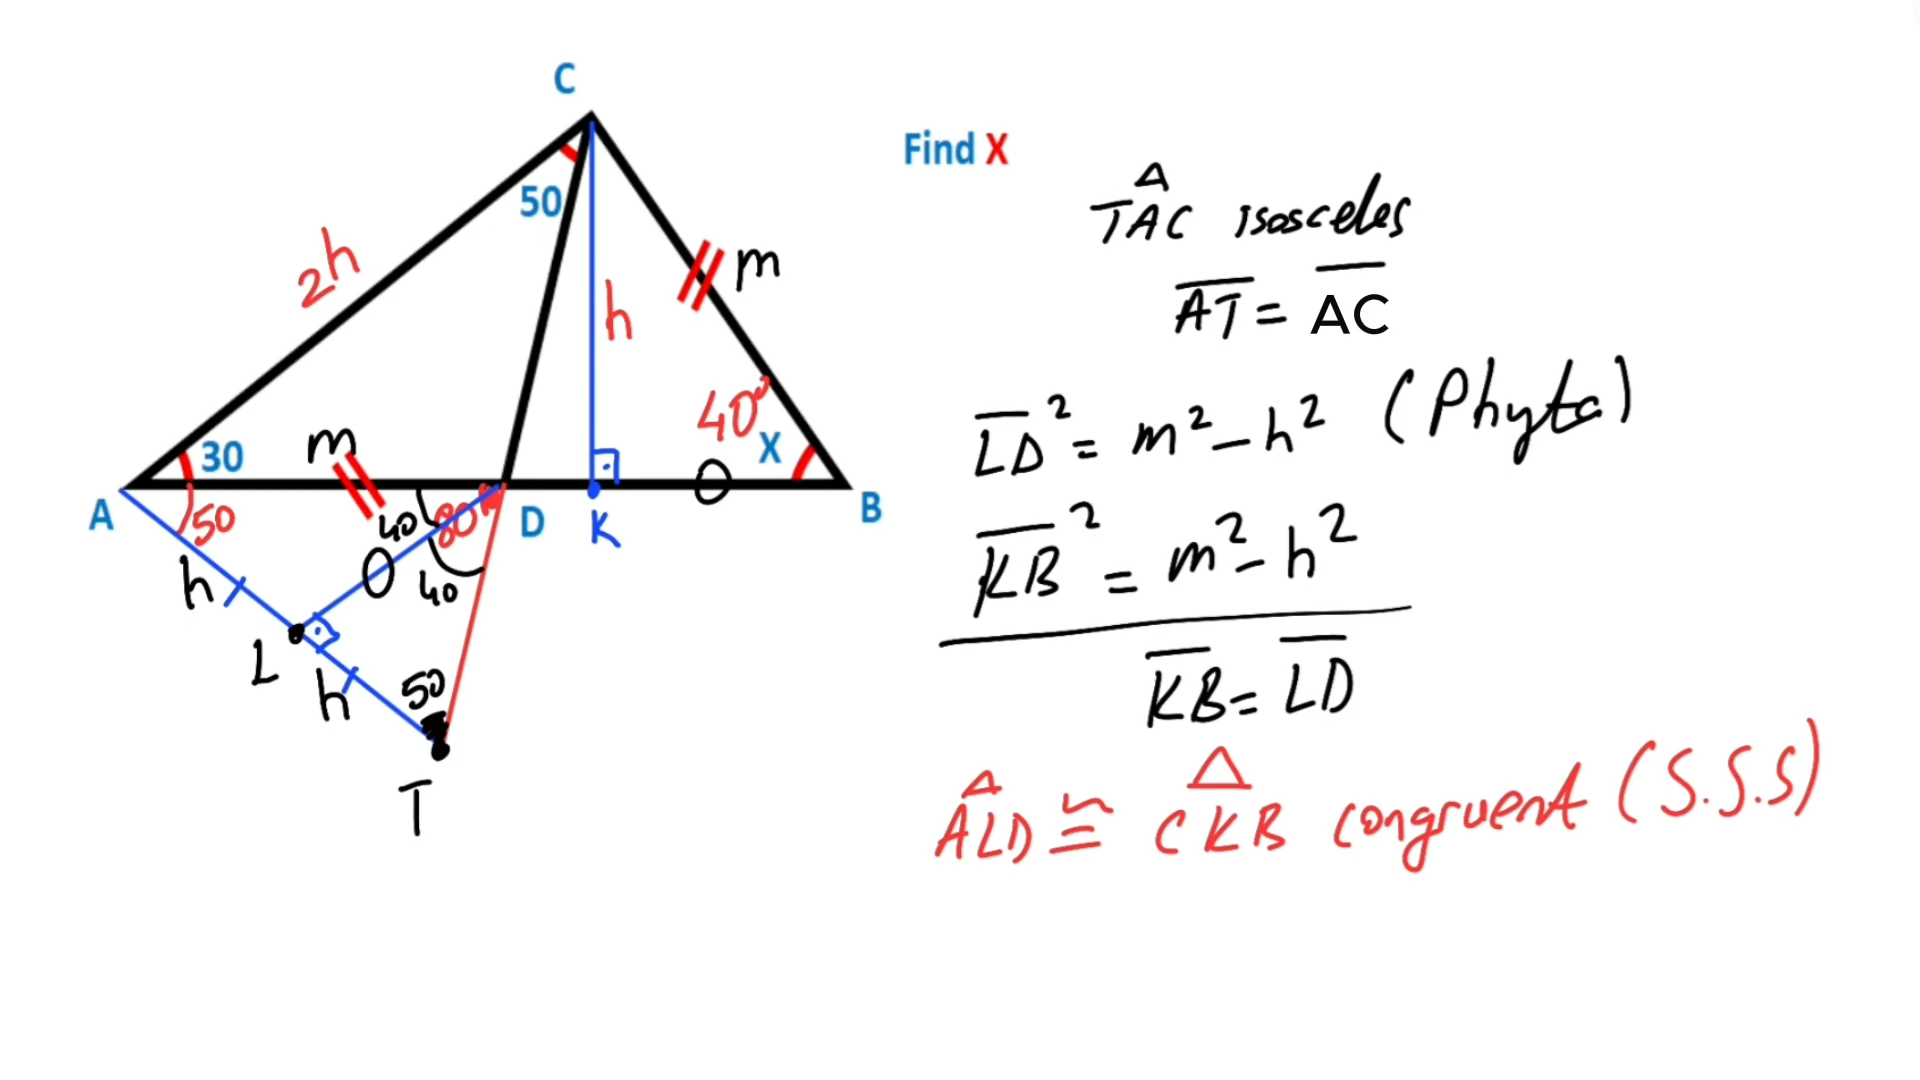 C
Find X
50
2h
h
m
30
m
40°
X
A
50
40
80
D
K
O
B
h
O
40
L
h
50
T
TAC isosceles
AT = AC
LD² = m² - h² (Phyta)
KB² = m² - h²
KB = LD
ALD ≅ CKB congruent (S.S.S)